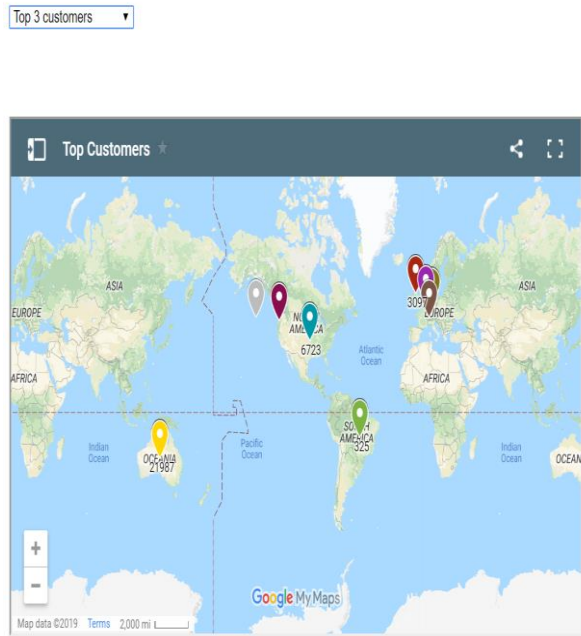 Top 3 customers
Top Customers
ASIA
ASIA
EUROPE
NO
AMERICA
6723
3097
EUROPE
Atlantic
Ocean
AFRICA
AFRICA
SOUTH
AMERICA
325
Pacific
Ocean
Indian
Ocean
OCEANIA
21987
Indian
Ocean
OCEAN
+
−
Google My Maps
Map data ©2019 Terms 2,000 mi